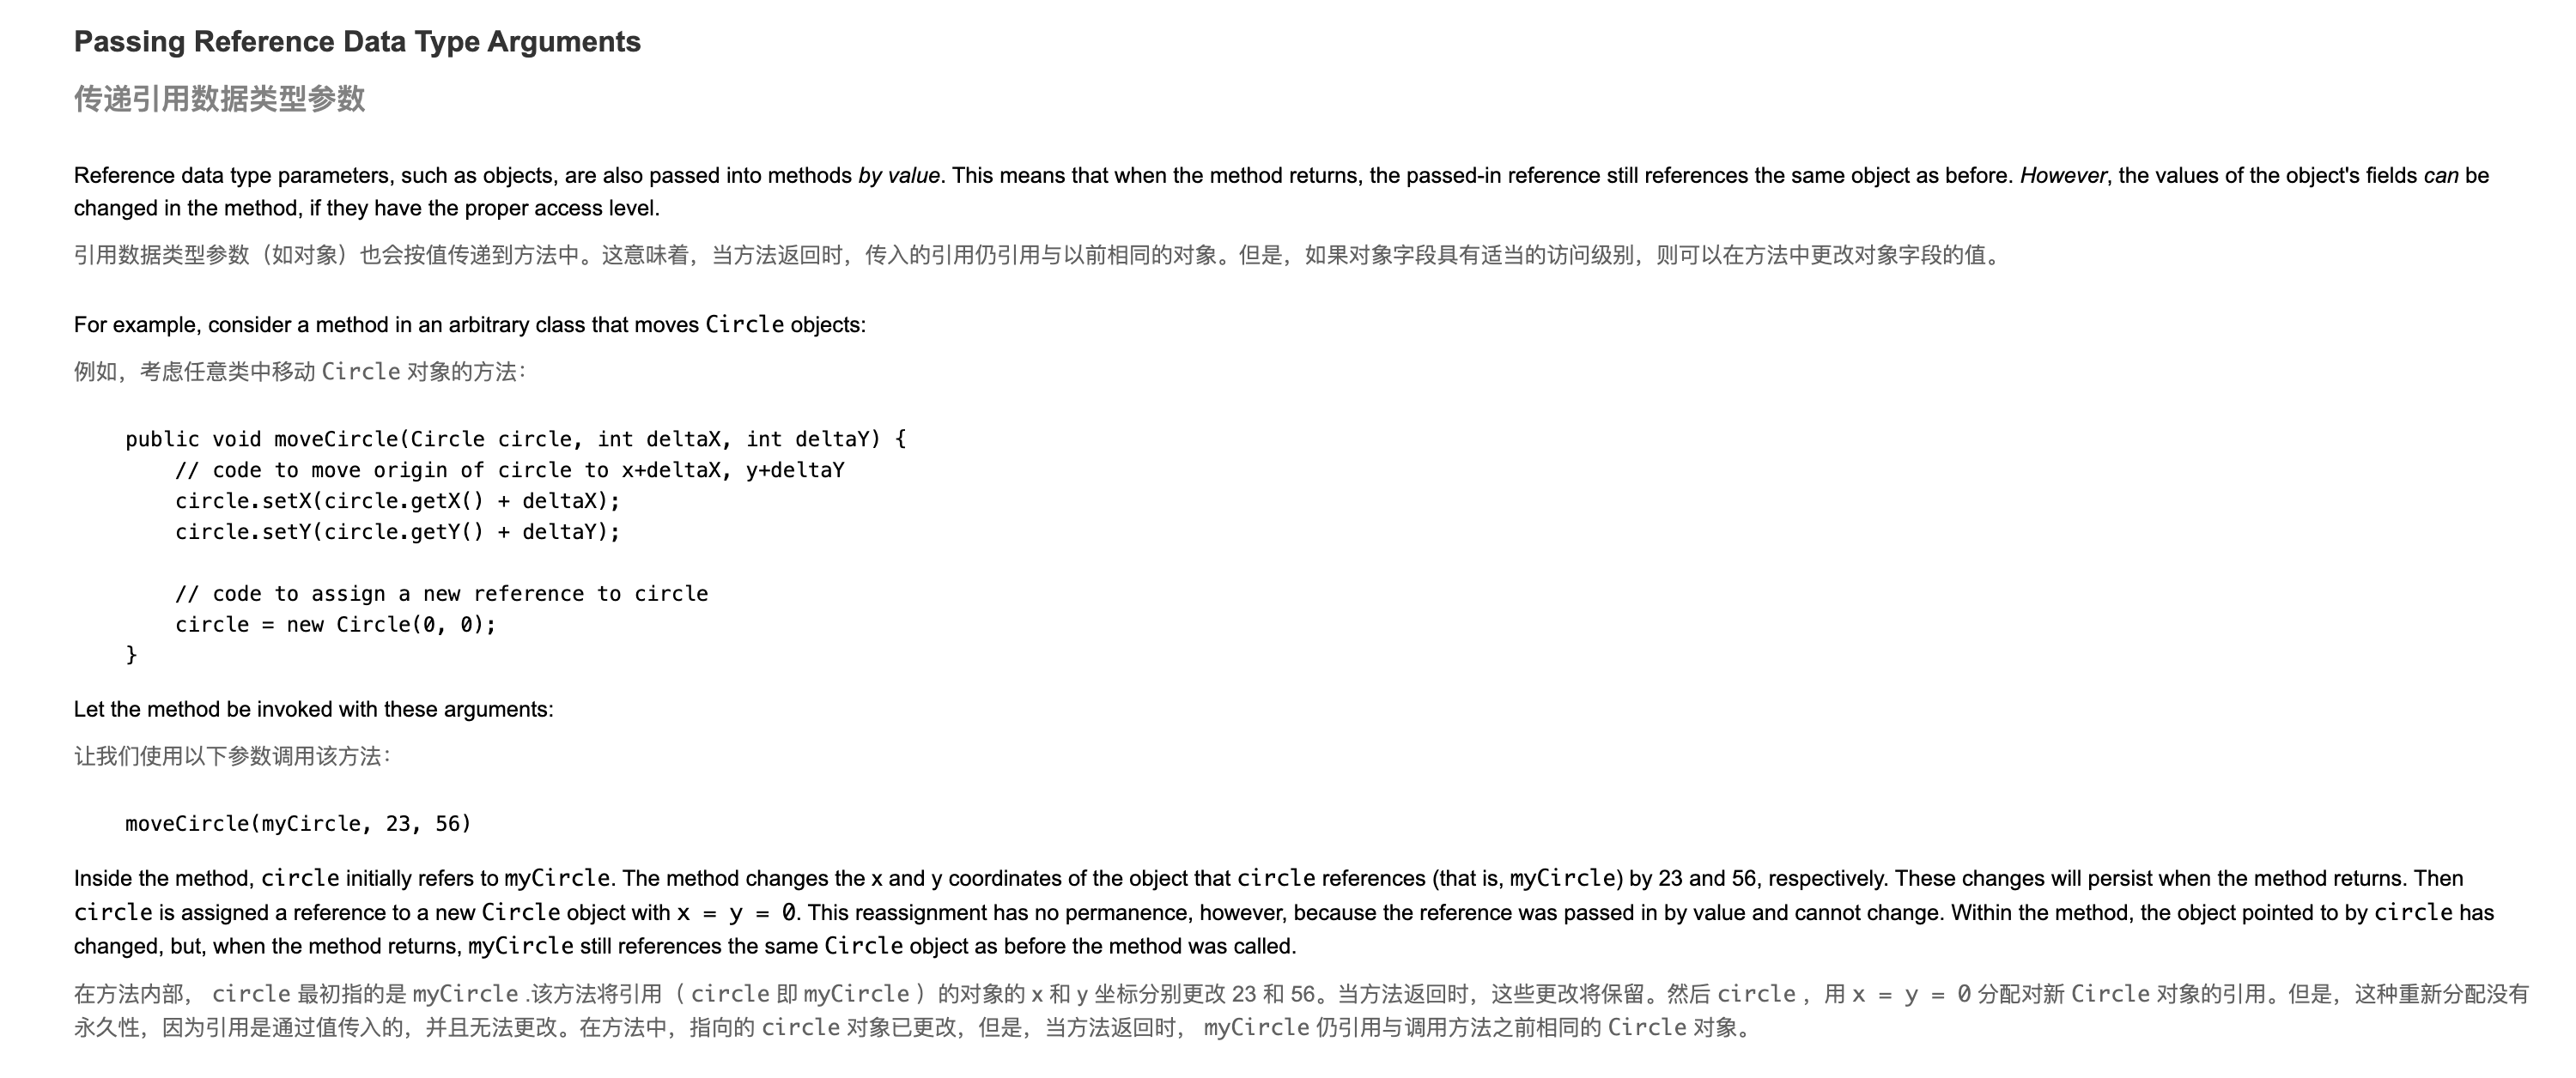 Passing Reference Data Type Arguments
传递引用数据类型参数
Reference data type parameters, such as objects, are also passed into methods by value. This means that when the method returns, the passed-in reference still references the same object as before. However, the values of the object's fields can be
changed in the method, if they have the proper access level.
引用数据类型参数（如对象）也会按值传递到方法中。这意味着，当方法返回时，传入的引用仍引用与以前相同的对象。但是，如果对象字段具有适当的访问级别，则可以在方法中更改对象字段的值。
For example, consider a method in an arbitrary class that moves Circle objects:
例如，考虑任意类中移动 Circle 对象的方法：
public void moveCircle(Circle circle, int deltaX, int deltaY) {
    // code to move origin of circle to x+deltaX, y+deltaY
    circle.setX(circle.getX() + deltaX);
    circle.setY(circle.getY() + deltaY);
    // code to assign a new reference to circle
    circle = new Circle(0, 0);
}
Let the method be invoked with these arguments:
让我们使用以下参数调用该方法：
moveCircle(myCircle, 23, 56)
Inside the method, circle initially refers to myCircle. The method changes the x and y coordinates of the object that circle references (that is, myCircle) by 23 and 56, respectively. These changes will persist when the method returns. Then
circle is assigned a reference to a new Circle object with x = y = 0. This reassignment has no permanence, however, because the reference was passed in by value and cannot change. Within the method, the object pointed to by circle has
changed, but, when the method returns, myCircle still references the same Circle object as before the method was called.
在方法内部， circle 最初指的是 myCircle .该方法将引用（ circle 即 myCircle ）的对象的 x 和 y 坐标分别更改 23 和 56。当方法返回时，这些更改将保留。然后 circle ，用 x = y = 0 分配对新 Circle 对象的引用。但是，这种重新分配没有
永久性，因为引用是通过值传入的，并且无法更改。在方法中，指向的 circle 对象已更改，但是，当方法返回时， myCircle 仍引用与调用方法之前相同的 Circle 对象。